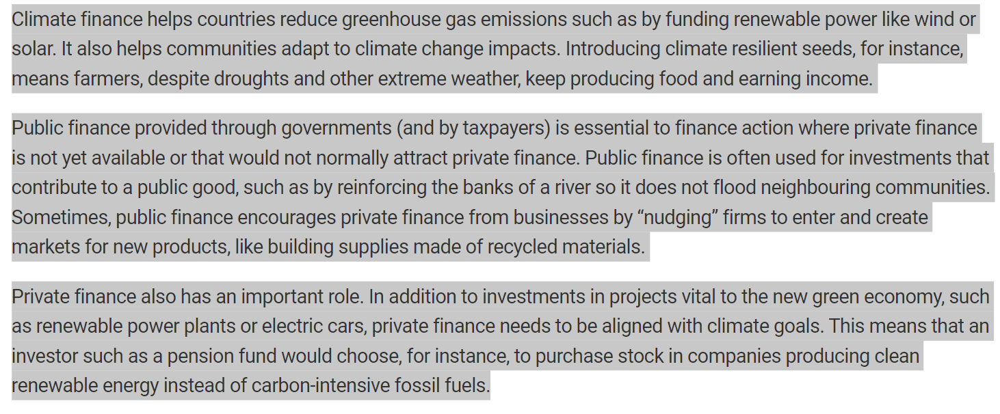 Climate finance helps countries reduce greenhouse gas emissions such as by funding renewable power like wind or
solar. It also helps communities adapt to climate change impacts. Introducing climate resilient seeds, for instance,
means farmers, despite droughts and other extreme weather, keep producing food and earning income.
Public finance provided through governments (and by taxpayers) is essential to finance action where private finance
is not yet available or that would not normally attract private finance. Public finance is often used for investments that
contribute to a public good, such as by reinforcing the banks of a river so it does not flood neighbouring communities.
Sometimes, public finance encourages private finance from businesses by “nudging” firms to enter and create
markets for new products, like building supplies made of recycled materials.
Private finance also has an important role. In addition to investments in projects vital to the new green economy, such
as renewable power plants or electric cars, private finance needs to be aligned with climate goals. This means that an
investor such as a pension fund would choose, for instance, to purchase stock in companies producing clean
renewable energy instead of carbon-intensive fossil fuels.